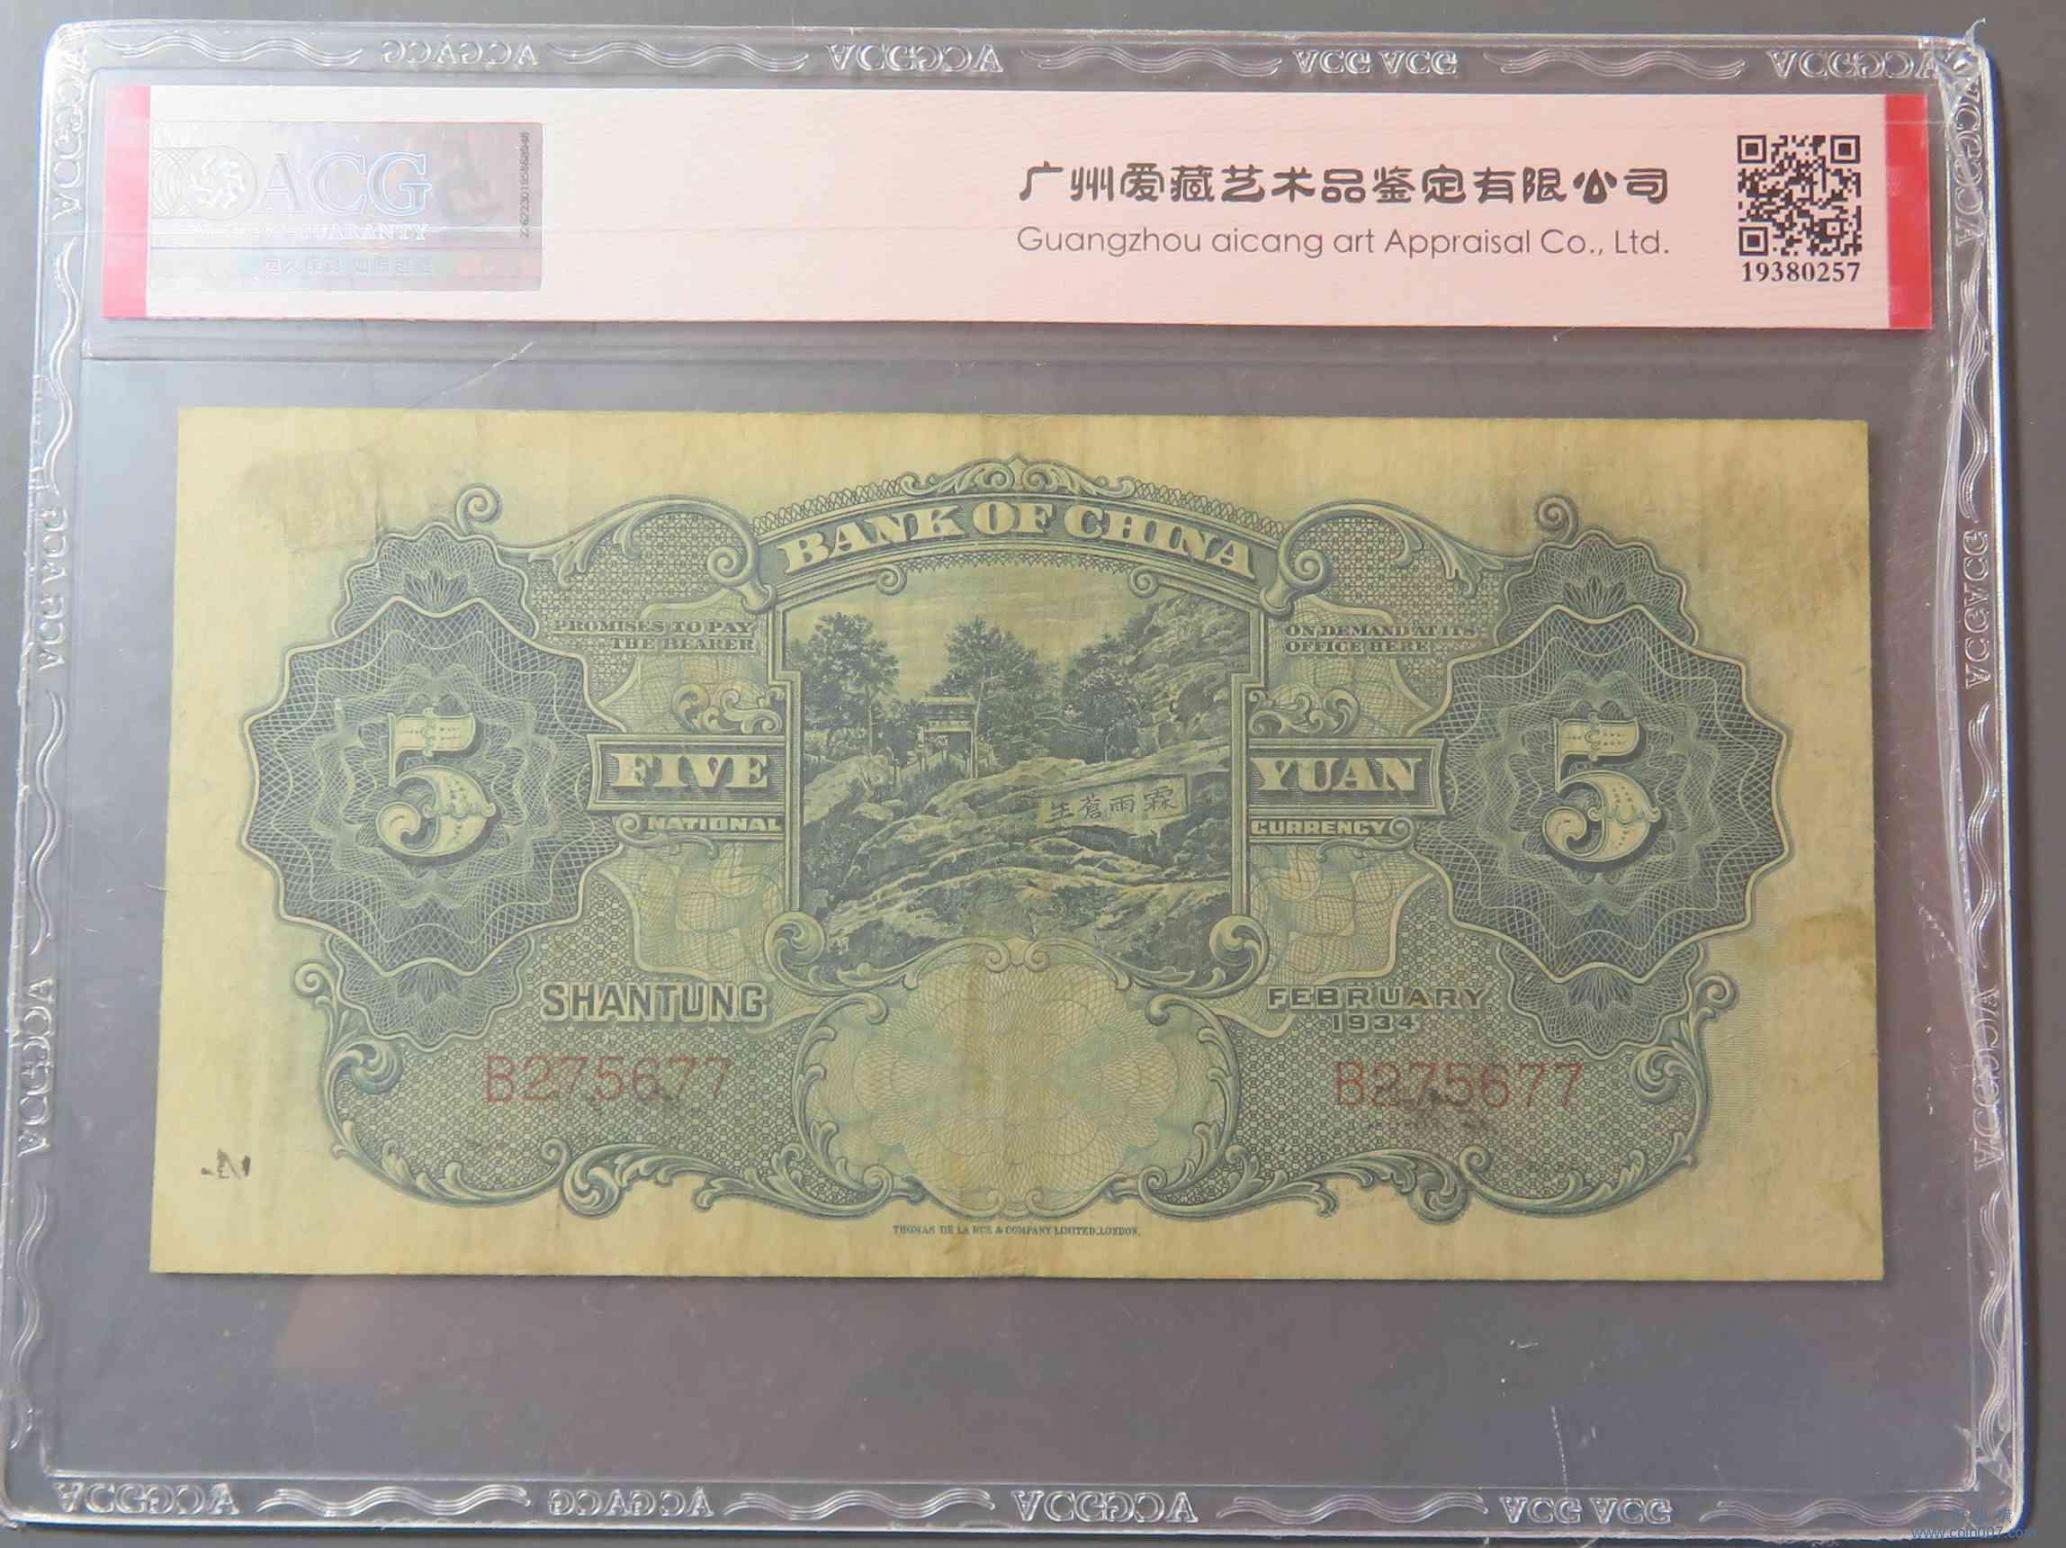 ACG
GUARANTY
广州爱藏艺术品鉴定有限公司
Guangzhou aicang art Appraisal Co., Ltd.
19380257
BANK OF CHINA
PROMISES TO PAY
THE BEARER
ON DEMAND AT ITS
OFFICE HERE
5
FIVE
YUAN
5
NATIONAL
CURRENCY
生蒼雨霖
SHANTUNG
FEBRUARY
1934
B275677
B275677
THOMAS DE LA RUE & COMPANY LIMITED, LONDON.